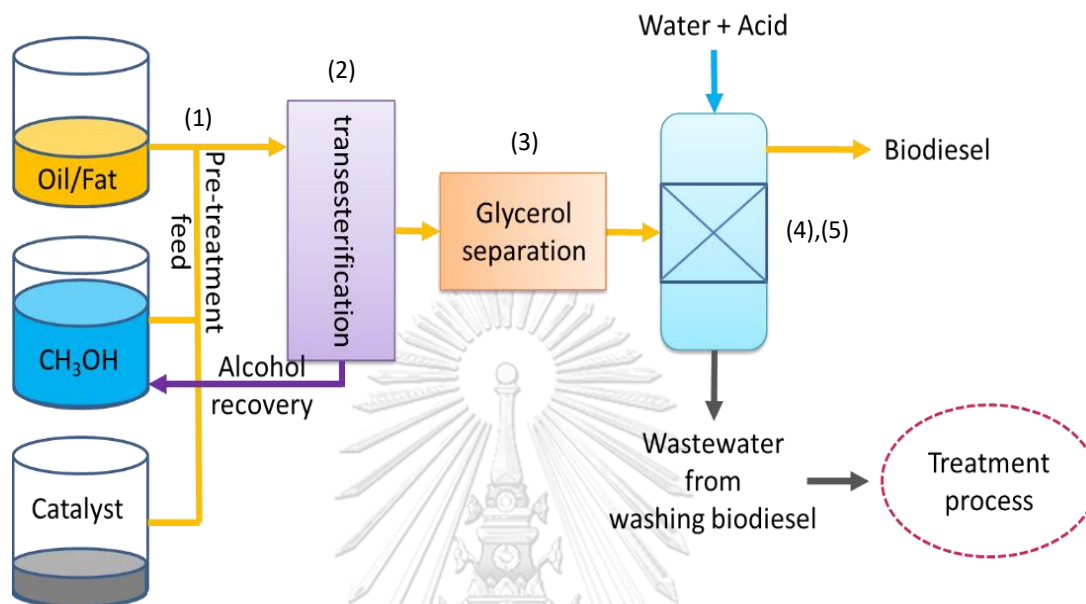 Water + Acid
(2)
(1)
transesterification
(3)
Biodiesel
Oil/Fat
Pre-treatment
feed
Glycerol
separation
(4),(5)
CH₃OH
Alcohol
recovery
Wastewater
from
washing biodiesel
Treatment
process
Catalyst